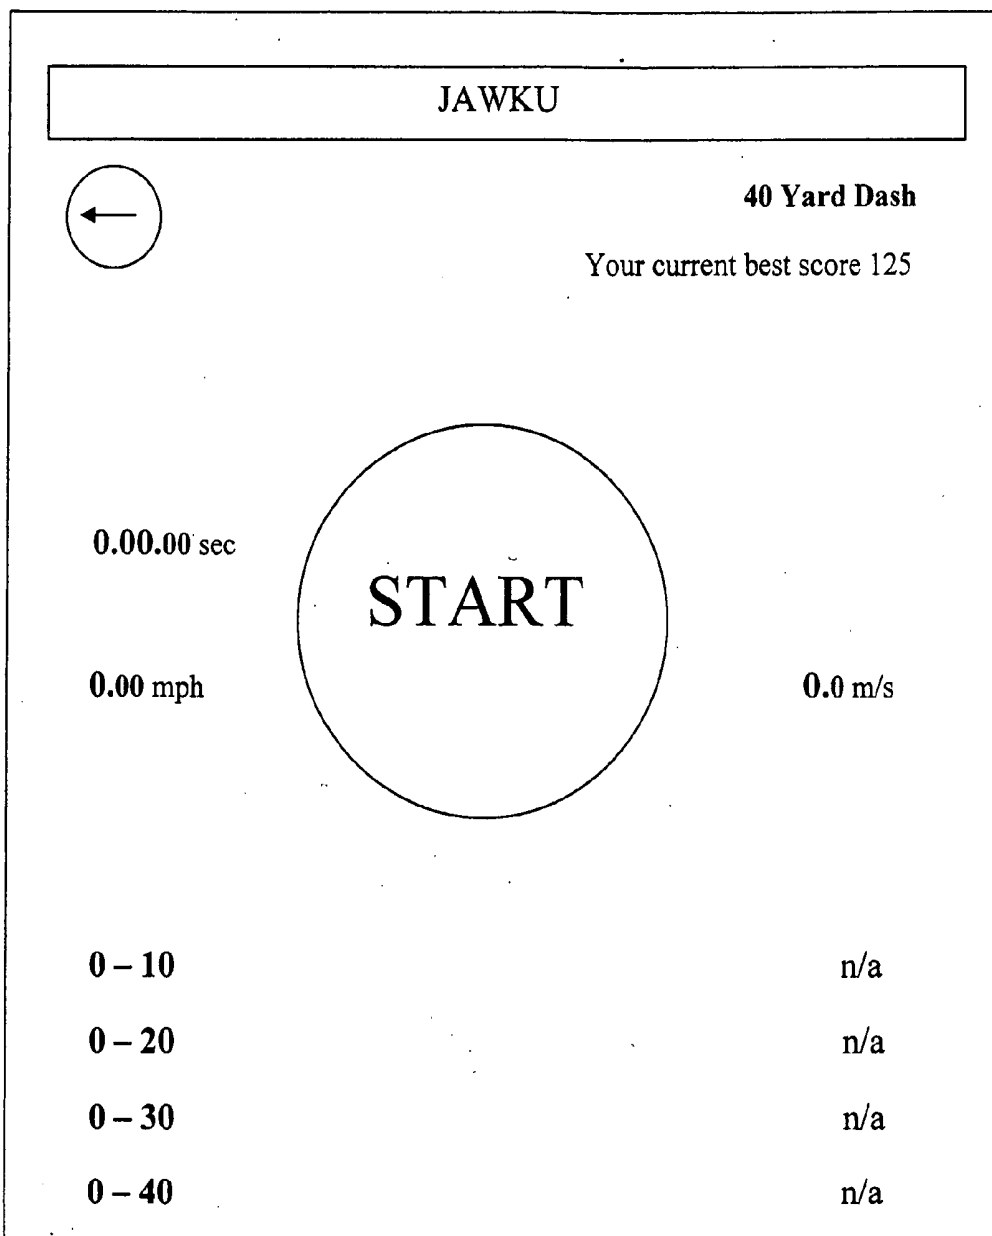 JAWKU
40 Yard Dash
Your current best score 125
0.00.00 sec
START
0.00 mph
0.0 m/s
0 – 10 n/a
0 – 20 n/a
0 – 30 n/a
0 – 40 n/a